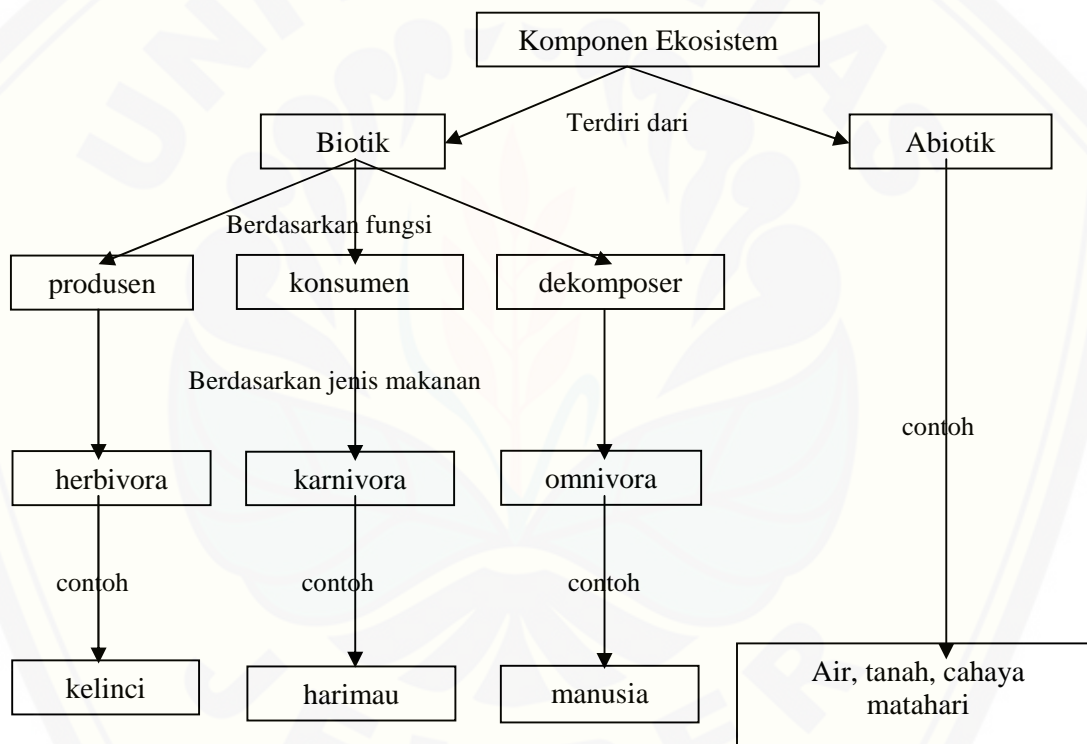 Komponen Ekosistem
Terdiri dari
Biotik
Abiotik
Berdasarkan fungsi
produsen
konsumen
dekomposer
Berdasarkan jenis makanan
contoh
herbivora
karnivora
omnivora
contoh
contoh
contoh
kelinci
harimau
manusia
Air, tanah, cahaya
matahari